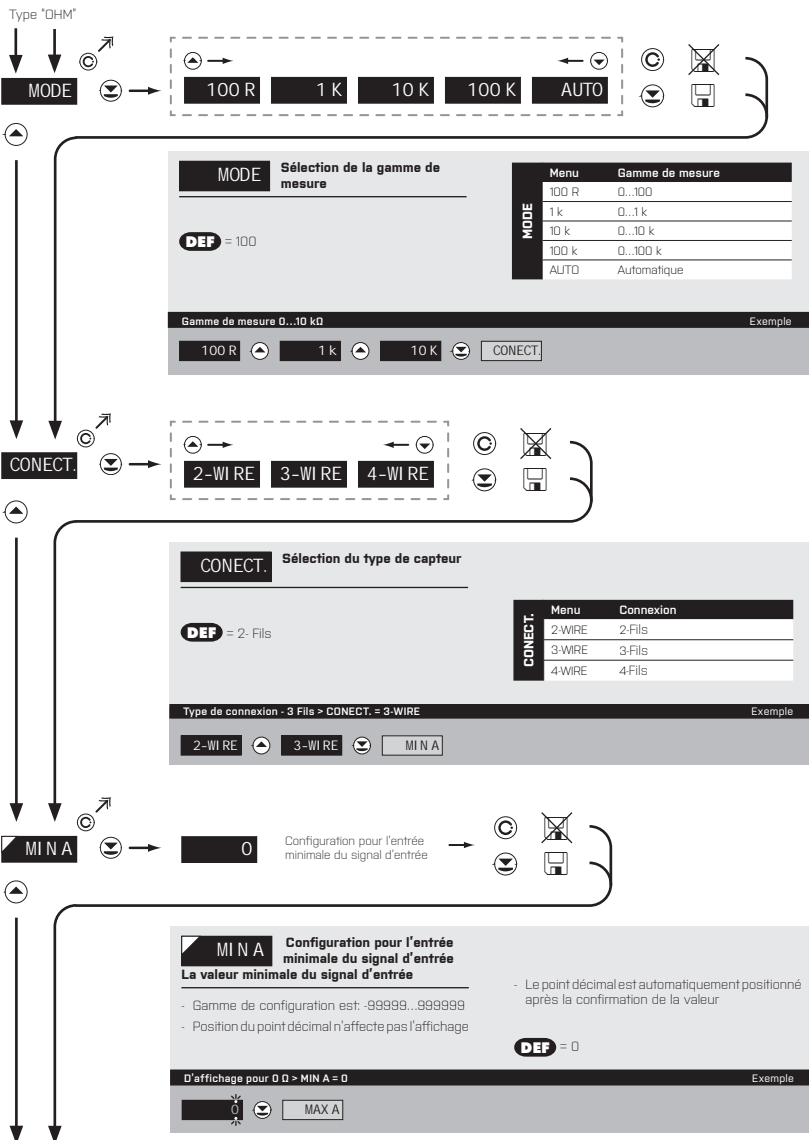 Type "OHM"
MODE
100 R 1 K 10 K 100 K AUTO
MODE Sélection de la gamme de
mesure
DEF = 100
MODE
Menu Gamme de mesure
100 R 0...100
1 k 0...1 k
10 k 0...10 k
100 k 0...100 k
AUTO Automatique
Gamme de mesure 0...10 kΩ Exemple
100 R 1 k 10 K CONECT.
CONECT.
2-WIRE 3-WIRE 4-WIRE
CONECT. Sélection du type de capteur
DEF = 2- Fils
CONECT.
Menu Connexion
2-WIRE 2-Fils
3-WIRE 3-Fils
4-WIRE 4-Fils
Type de connexion - 3 Fils > CONECT. = 3-WIRE Exemple
2-WIRE 3-WIRE MIN A
MIN A
0
Configuration pour l'entrée
minimale du signal d'entrée
MIN A Configuration pour l'entrée
minimale du signal d'entrée
La valeur minimale du signal d'entrée
- Gamme de configuration est: -99999...999999
- Position du point décimal n'affecte pas l'affichage
- Le point décimal est automatiquement positionné
après la confirmation de la valeur
DEF = 0
D'affichage pour 0 Ω > MIN A = 0 Exemple
0 MAX A